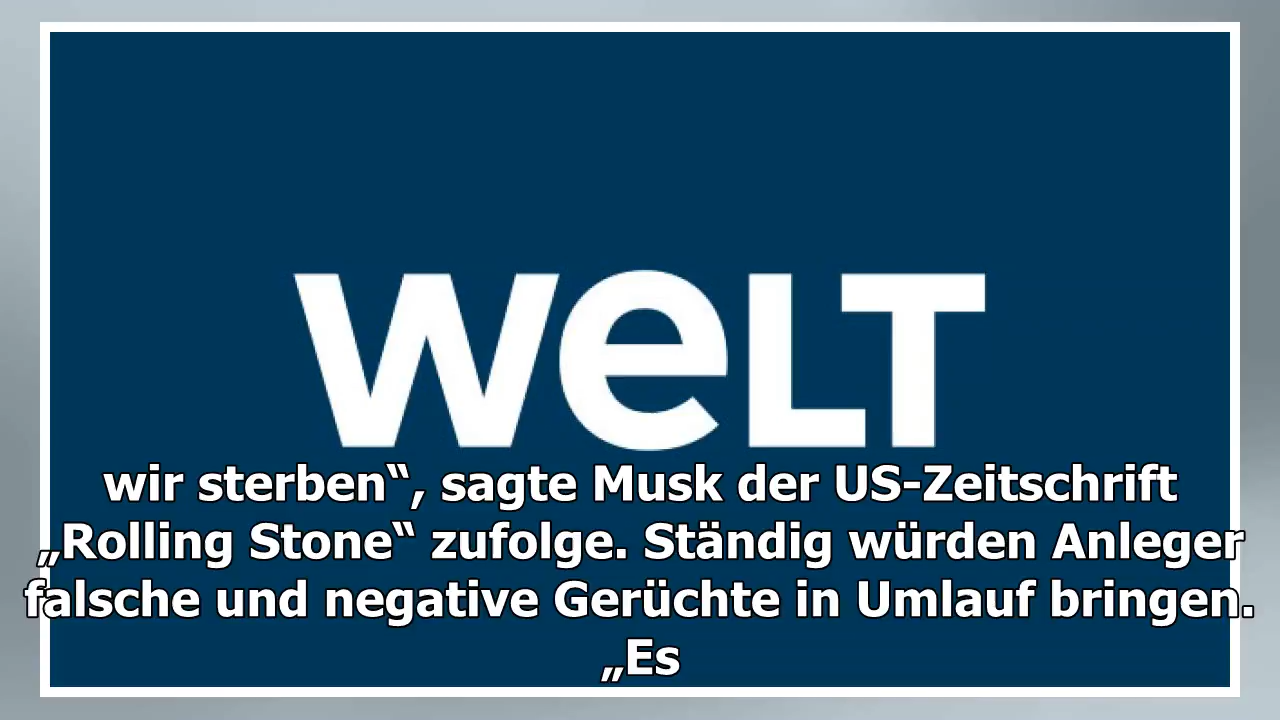 WeLT
wir sterben“, sagte Musk der US-Zeitschrift
„Rolling Stone“ zufolge. Ständig würden Anleger
falsche und negative Gerüchte in Umlauf bringen.
„Es